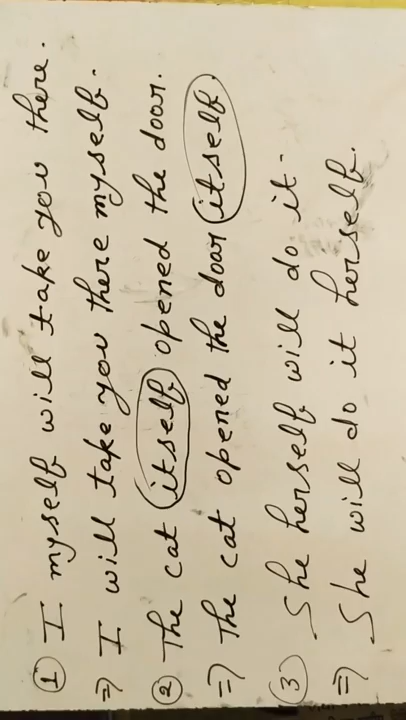 ① I myself will take you there.
⇒ I will take you there myself.
② The cat itself opened the door.
⇒ The cat opened the door itself.
③ She herself will do it.
⇒ She will do it herself.